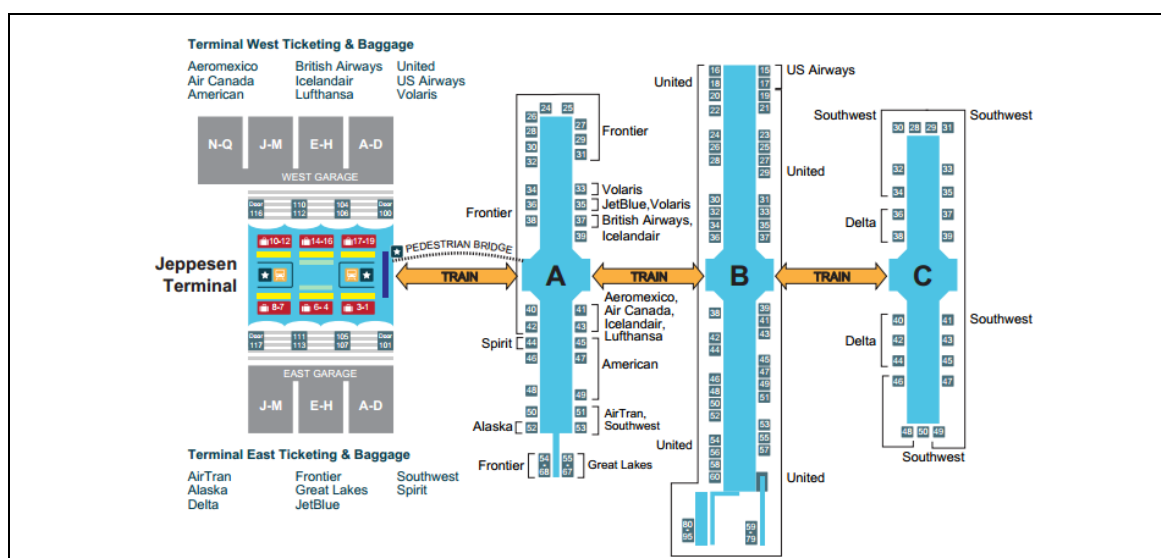 Terminal West Ticketing & Baggage
Aeromexico British Airways United
Air Canada Icelandair US Airways
American Lufthansa Volaris
N-Q J-M E-H A-D
WEST GARAGE
Door 116 110 112 104 106 Door 100
10-12 14-16 17-19
Jeppesen
Terminal
8-7 6-4 3-1
Door 117 111 113 105 107 Door 101
EAST GARAGE
J-M E-H A-D
Terminal East Ticketing & Baggage
AirTran Frontier Southwest
Alaska Great Lakes Spirit
Delta JetBlue
PEDESTRIAN BRIDGE
TRAIN
A
24 25
26
28 27
30 29
32 31
Frontier
34 33 Volaris
36 35 JetBlue,Volaris
38 37 British Airways,
39 Icelandair
Frontier
40 41
42 43
Aeromexico,
Air Canada,
Icelandair,
Lufthansa
Spirit 44 45
46 47
American
48 49
50 51 AirTran,
Alaska 52 53 Southwest
Frontier 54 • 68 55 • 67 Great Lakes
TRAIN
B
United 16 15 US Airways
18 17
20 19
22 21
24 23
26 25
28 27
29
United
30 31
32 33
34 35
36 37
38 39
41
42 43
44
45
46 47
48 49
50 51
52
53
United 54 55
56 57
58
60 United
80 • 95 59 • 79
TRAIN
C
Southwest Southwest
30 28 29 31
32 33
34 35
Delta 36 37
38 39
40 41 Southwest
Delta 42 43
44 45
46 47
48 50 49
Southwest